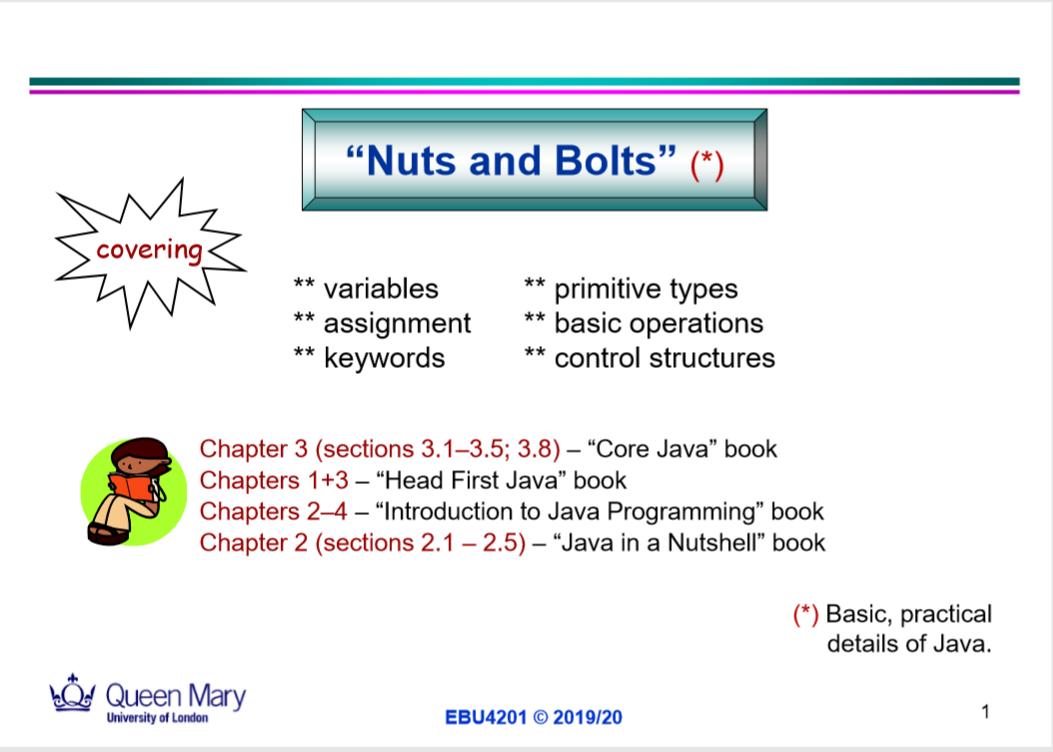 “Nuts and Bolts” (*)
covering
** variables
** assignment
** keywords
** primitive types
** basic operations
** control structures
Chapter 3 (sections 3.1–3.5; 3.8) – “Core Java” book
Chapters 1+3 – “Head First Java” book
Chapters 2–4 – “Introduction to Java Programming” book
Chapter 2 (sections 2.1 – 2.5) – “Java in a Nutshell” book
(*) Basic, practical
details of Java.
Queen Mary
University of London
EBU4201 © 2019/20
1